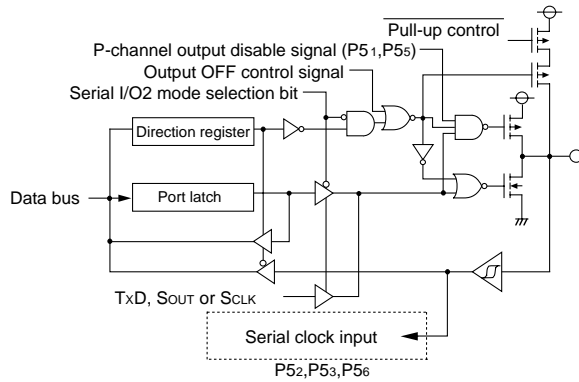 Pull-up control
P-channel output disable signal (P51,P55)
Output OFF control signal
Serial I/O2 mode selection bit
Direction register
Data bus
Port latch
TxD, SOUT or SCLK
Serial clock input
P52,P53,P56